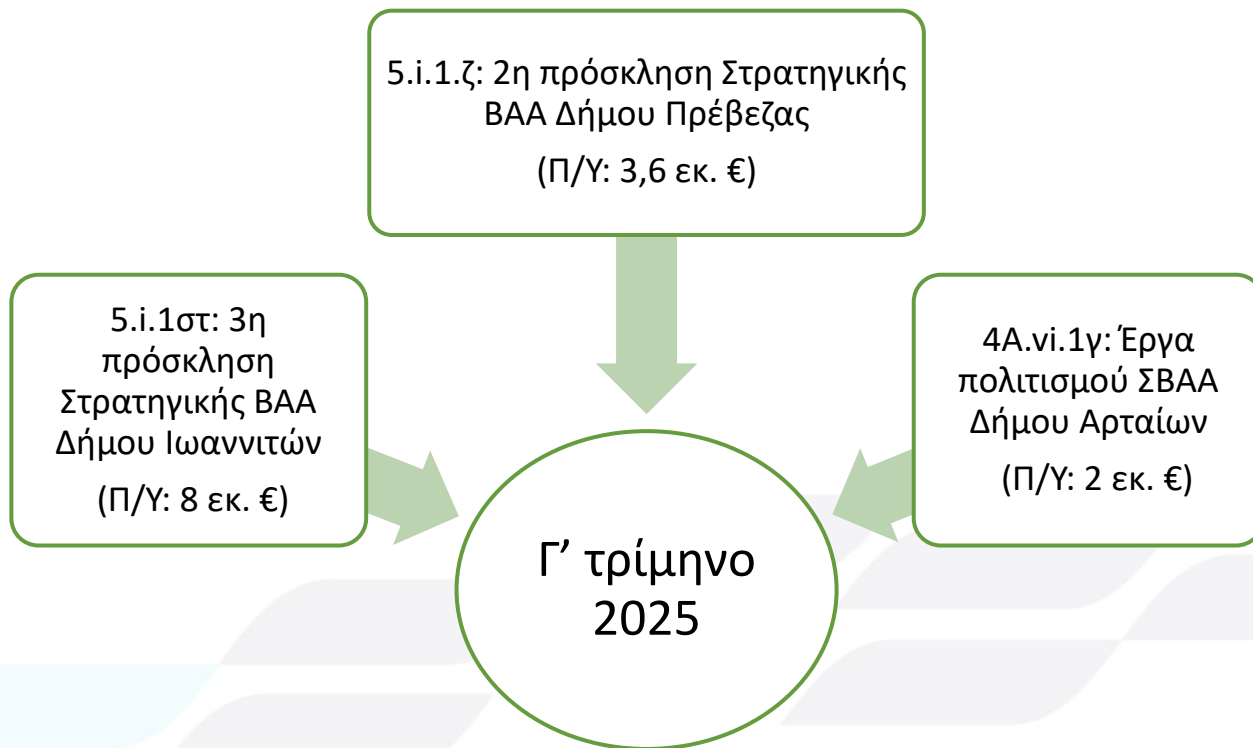 5.i.1.ζ: 2η πρόσκληση Στρατηγικής
ΒΑΑ Δήμου Πρέβεζας
(Π/Υ: 3,6 εκ. €)
5.i.1στ: 3η
πρόσκληση
Στρατηγικής ΒΑΑ
Δήμου Ιωαννιτών
(Π/Υ: 8 εκ. €)
4Α.vi.1γ: Έργα
πολιτισμού ΣΒΑΑ
Δήμου Αρταίων
(Π/Υ: 2 εκ. €)
Γ’ τρίμηνο
2025